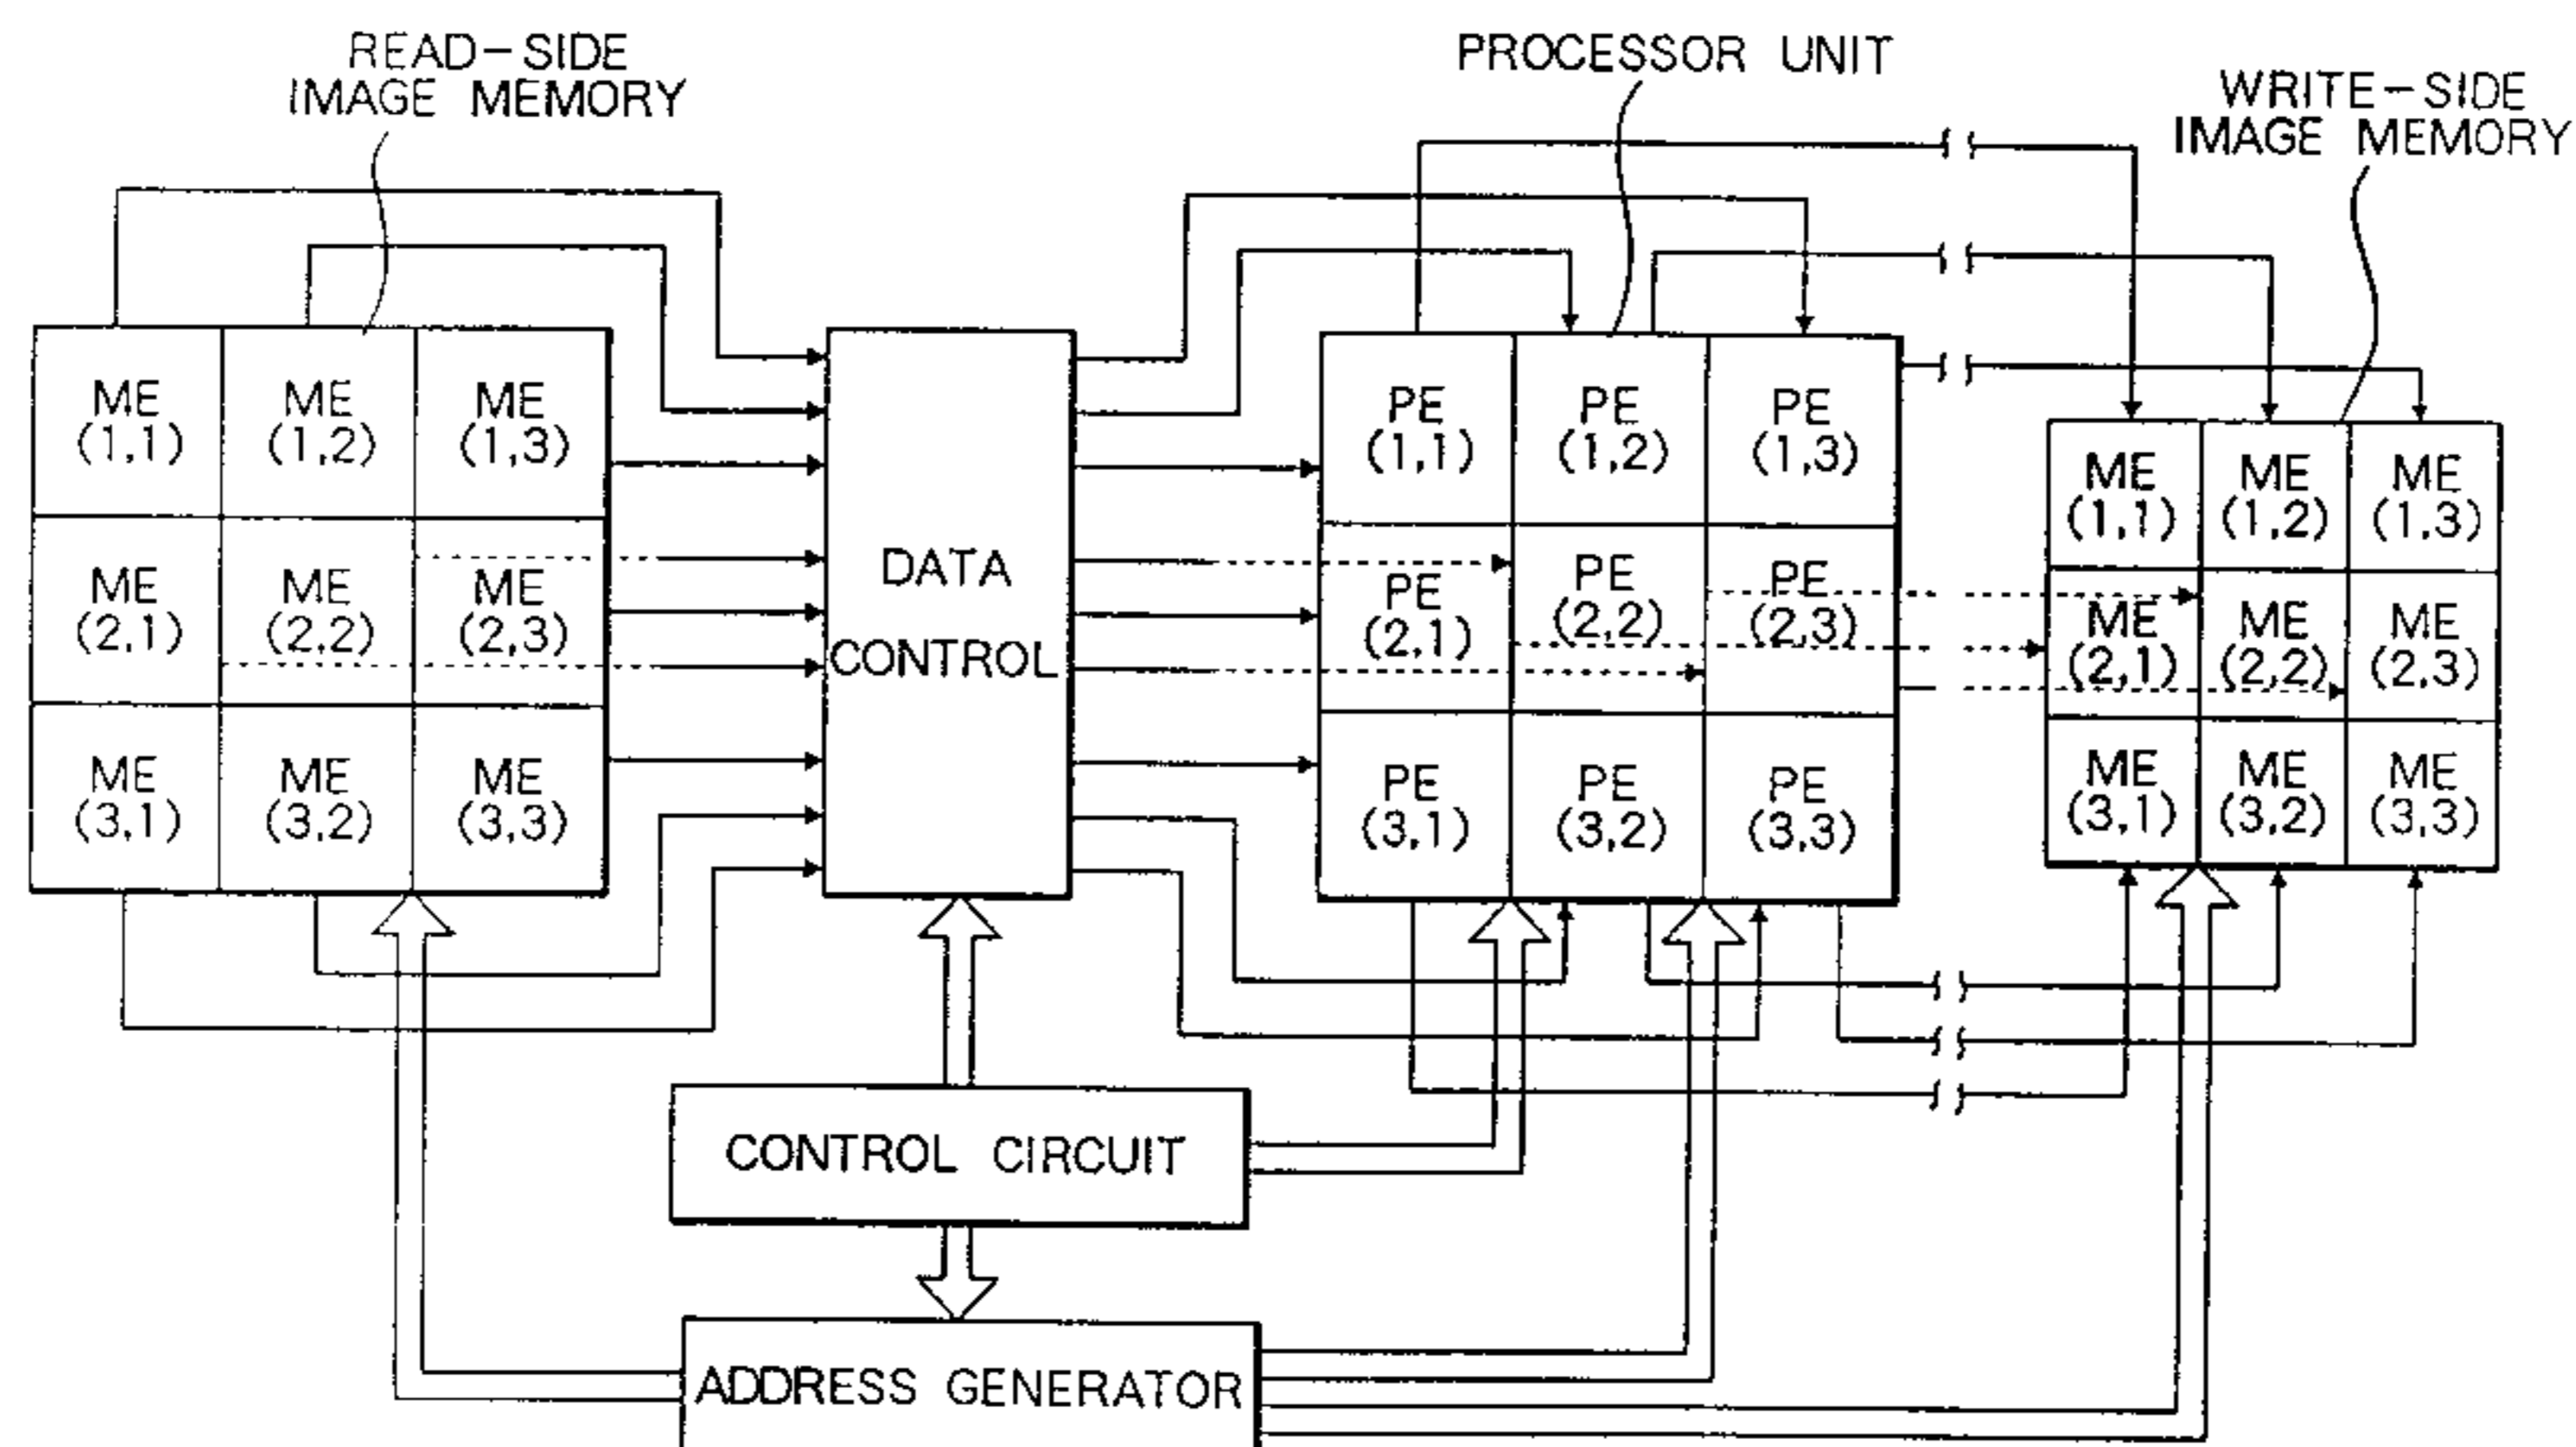 READ-SIDE
IMAGE MEMORY
PROCESSOR UNIT
WRITE-SIDE
IMAGE MEMORY
ME
(1,1)
ME
(1,2)
ME
(1,3)
ME
(2,1)
ME
(2,2)
ME
(2,3)
ME
(3,1)
ME
(3,2)
ME
(3,3)
DATA
CONTROL
PE
(1,1)
PE
(1,2)
PE
(1,3)
PE
(2,1)
PE
(2,2)
PE
(2,3)
PE
(3,1)
PE
(3,2)
PE
(3,3)
ME
(1,1)
ME
(1,2)
ME
(1,3)
ME
(2,1)
ME
(2,2)
ME
(2,3)
ME
(3,1)
ME
(3,2)
ME
(3,3)
CONTROL CIRCUIT
ADDRESS GENERATOR